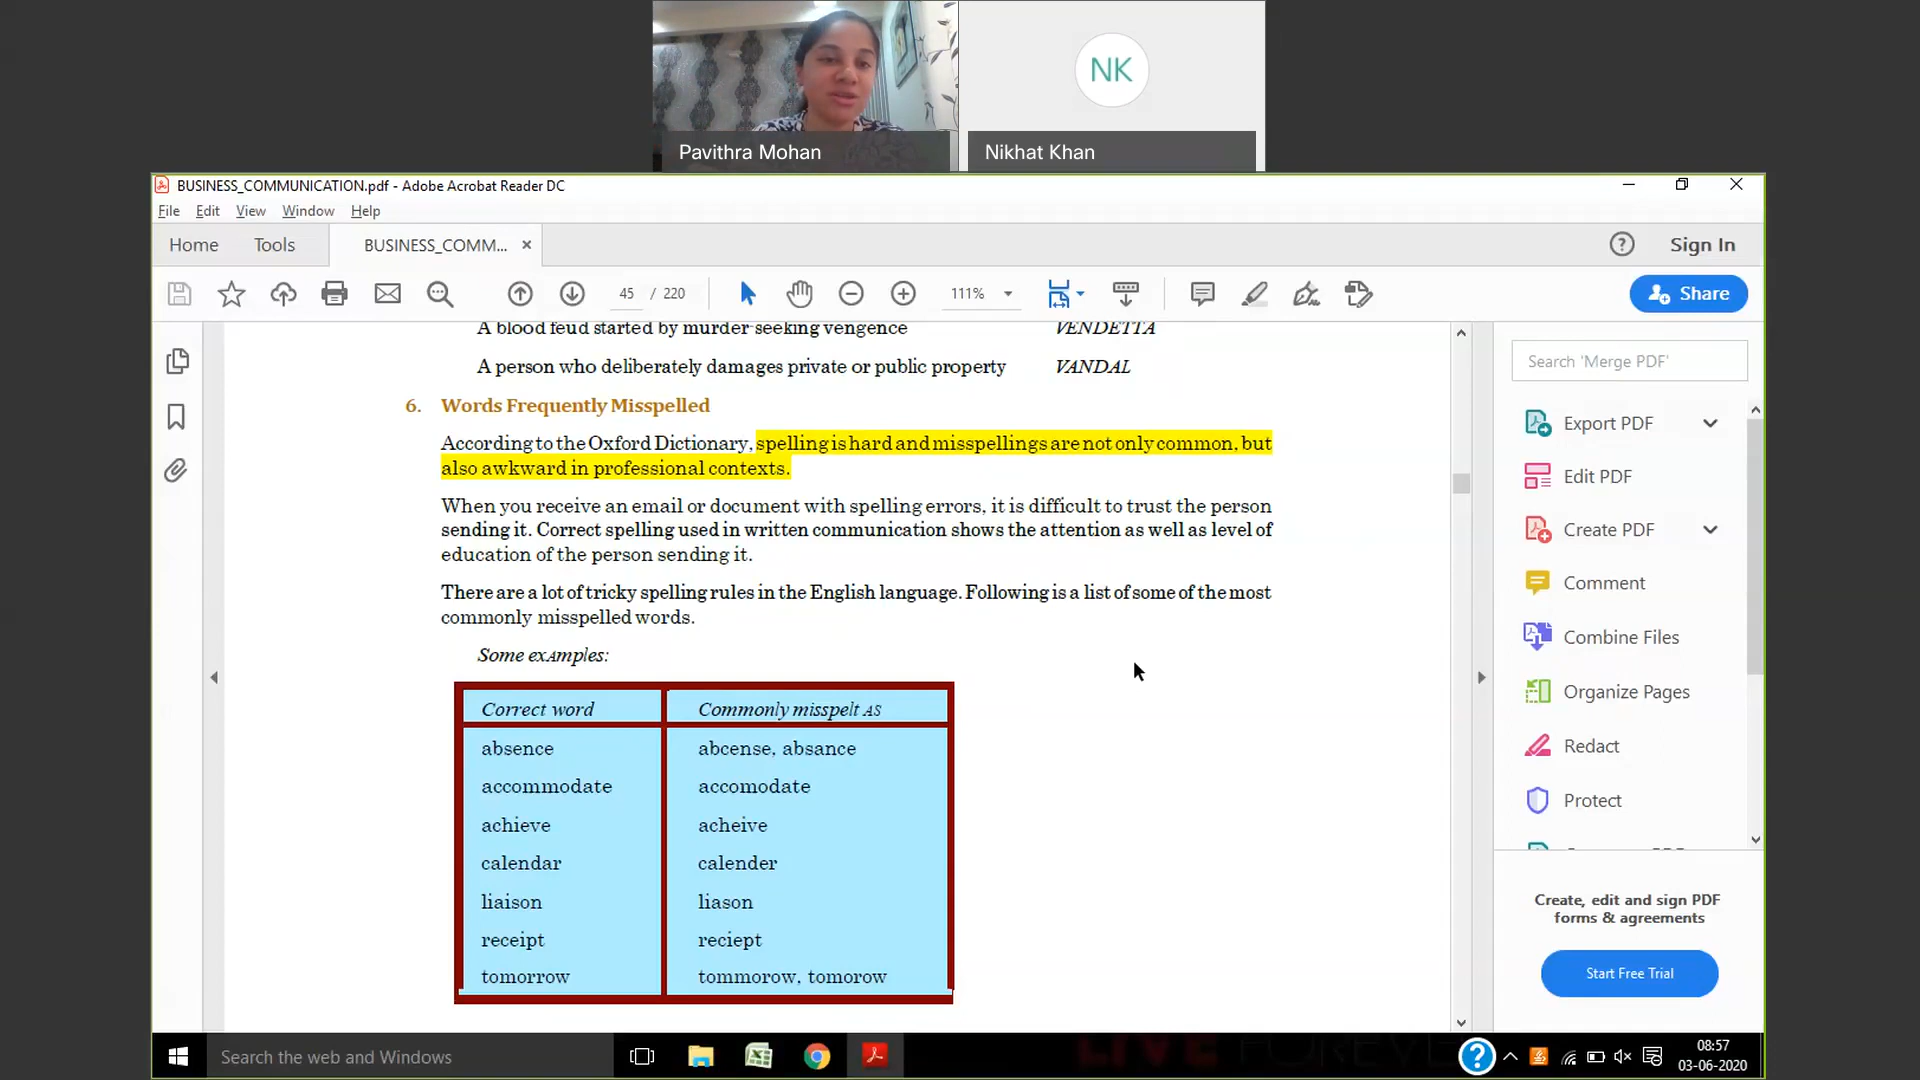 NK
Pavithra Mohan
Nikhat Khan
BUSINESS_COMMUNICATION.pdf - Adobe Acrobat Reader DC
File Edit View Window Help
Home Tools BUSINESS_COMM... × Sign In
45 / 220 111% Share
A blood feud started by murder seeking vengence VENDETTA
A person who deliberately damages private or public property VANDAL
6. Words Frequently Misspelled
According to the Oxford Dictionary, spelling is hard and misspellings are not only common, but
also awkward in professional contexts.
When you receive an email or document with spelling errors, it is difficult to trust the person
sending it. Correct spelling used in written communication shows the attention as well as level of
education of the person sending it.
There are a lot of tricky spelling rules in the English language. Following is a list of some of the most
commonly misspelled words.
Some exAmples:
Correct word Commonly misspelt AS
absence abcense, absance
accommodate accomodate
achieve acheive
calendar calender
liaison liason
receipt reciept
tomorrow tommorow, tomorow
Search 'Merge PDF'
Export PDF
Edit PDF
Create PDF
Comment
Combine Files
Organize Pages
Redact
Protect
Create, edit and sign PDF
forms & agreements
Start Free Trial
Search the web and Windows
LIVE FOREVE
08:57
03-06-2020